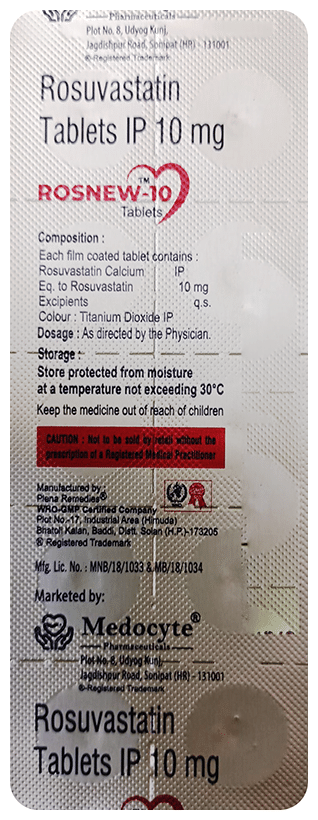 Pharmaceuticals
Plot No. 8, Udyog Kunj,
Jagdishpur Road, Sonipat (HR) - 131001
®-Registered Trademark
Rosuvastatin
Tablets IP 10 mg
ROSNEW-10 ™
Tablets
Composition :
Each film coated tablet contains :
Rosuvastatin Calcium IP
Eq. to Rosuvastatin 10 mg
Excipients q.s.
Colour : Titanium Dioxide IP
Dosage : As directed by the Physician.
Storage :
Store protected from moisture
at a temperature not exceeding 30°C
Keep the medicine out of reach of children
CAUTION : Not to be sold by retail without the
prescription of a Registered Medical Practitioner
Manufactured by :
Plena Remedies®
WHO-GMP Certified Company
Plot No.-17, Industrial Area (Himuda)
Bhatoli Kalan, Baddi, Distt. Solan (H.P.)-173205
® Registered Trademark
Mfg. Lic. No. : MNB/18/1033 & MB/18/1034
Marketed by:
Medocyte®
Pharmaceuticals
Plot No. 8, Udyog Kunj,
Jagdishpur Road, Sonipat (HR) - 131001
®-Registered Trademark
Rosuvastatin
Tablets IP 10 mg